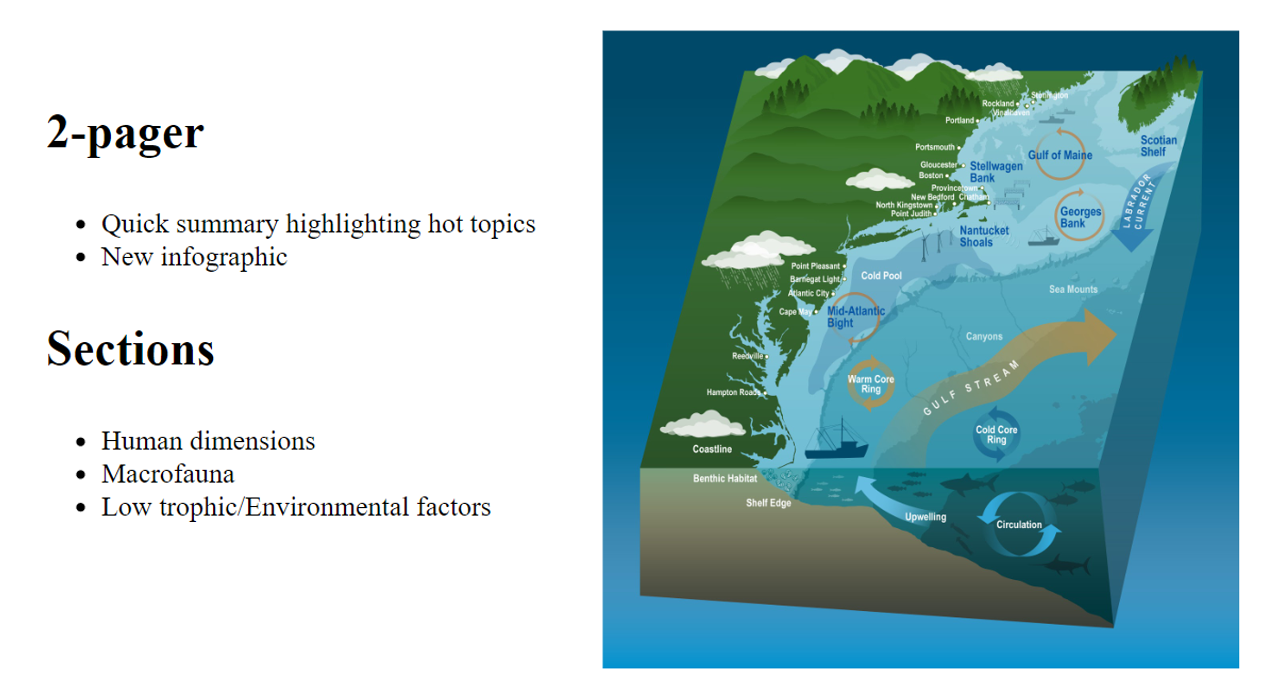 2-pager
Quick summary highlighting hot topics
New infographic
Sections
Human dimensions
Macrofauna
Low trophic/Environmental factors
Stonington
Rockland
Vinalhaven
Portland
Portsmouth
Gloucester
Boston
Provincetown
New Bedford Chatham
North Kingstown
Point Judith
Stellwagen
Bank
Gulf of Maine
Scotian
Shelf
LABRADOR
CURRENT
Georges
Bank
Nantucket
Shoals
Point Pleasant
Barnegat Light
Atlantic City
Cape May
Cold Pool
Mid-Atlantic
Bight
Sea Mounts
Canyons
Reedville
Hampton Roads
Warm Core
Ring
GULF STREAM
Cold Core
Ring
Coastline
Benthic Habitat
Shelf Edge
Upwelling
Circulation